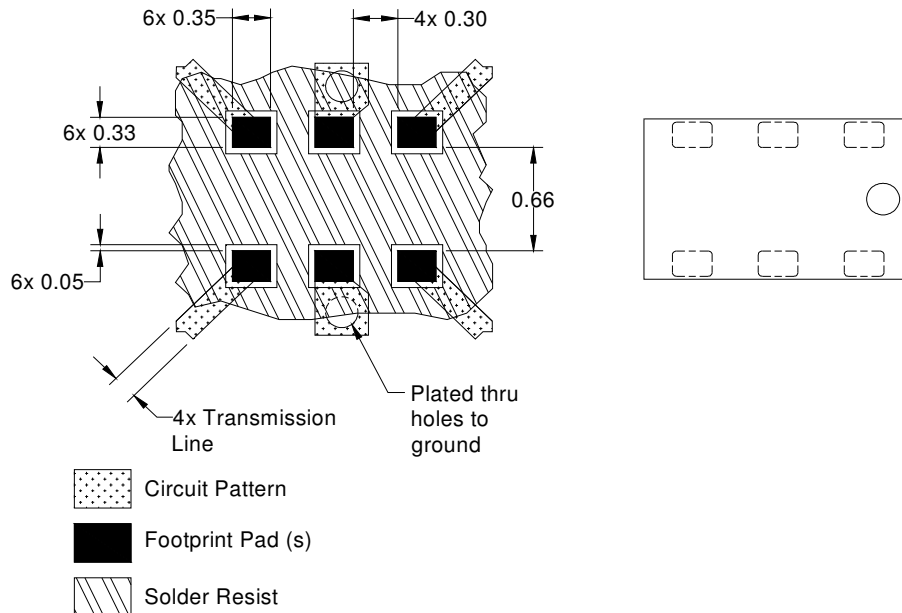 6x 0.35
4x 0.30
6x 0.33
0.66
6x 0.05
Plated thru
holes to
ground
4x Transmission
Line
Circuit Pattern
Footprint Pad (s)
Solder Resist